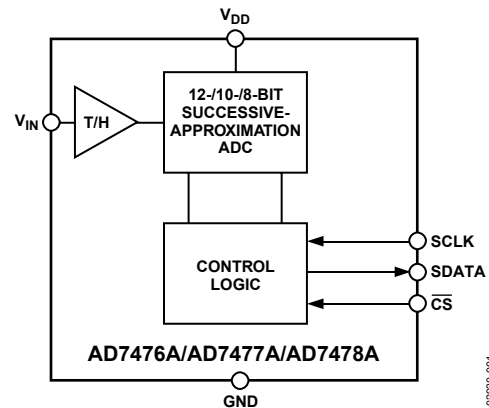 VDD
12-/10-/8-BIT
SUCCESSIVE-
APPROXIMATION
ADC
VIN
T/H
CONTROL
LOGIC
SCLK
SDATA
CS
AD7476A/AD7477A/AD7478A
GND